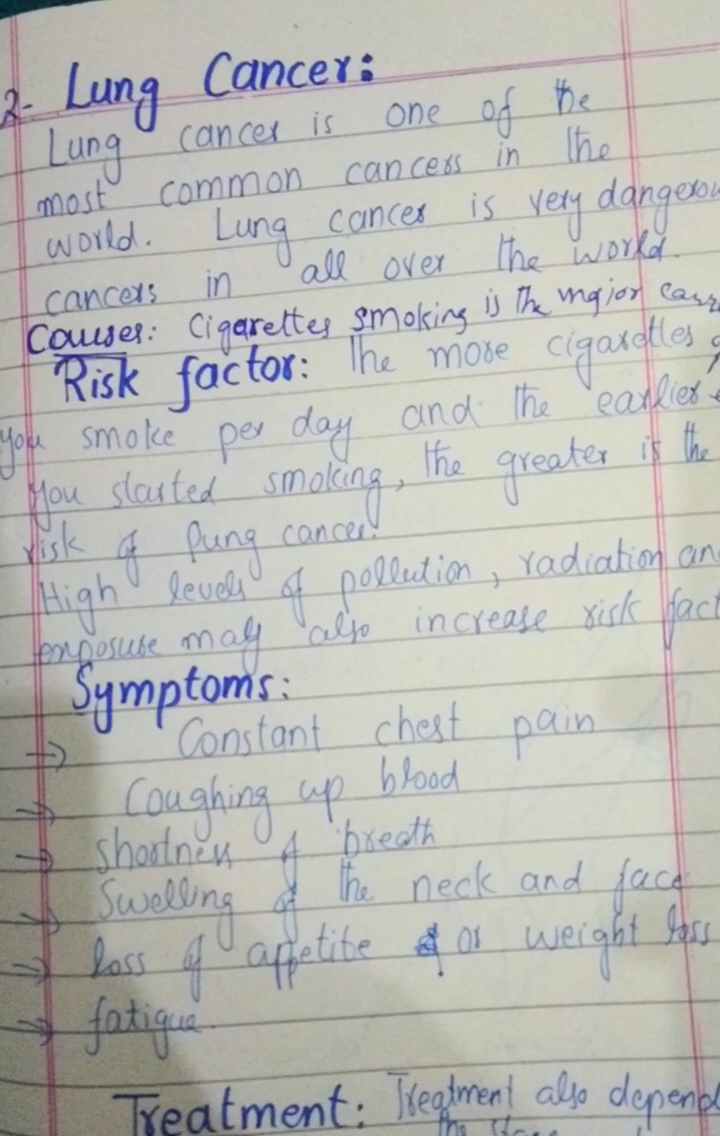 2- Lung Cancer:
Lung cancer is one of the
most common cancers in the
world. Lung cancer is very dangerou
cancers in all over the world.
Causes: Cigarettes smoking is the major
Risk factor: The more cigarettes
you smoke per day and the earlier
you started smoking, the greater is the
risk of lung cancer.
High levels of pollution, radiation an
exposure may also increase risk fact
Symptoms:
→ Constant chest pain
→ Coughing up blood
→ Shortness of breath
→ Swelling of the neck and face
→ loss of appetite or weight loss
→ fatigue.
Treatment: Treatment also depend
the